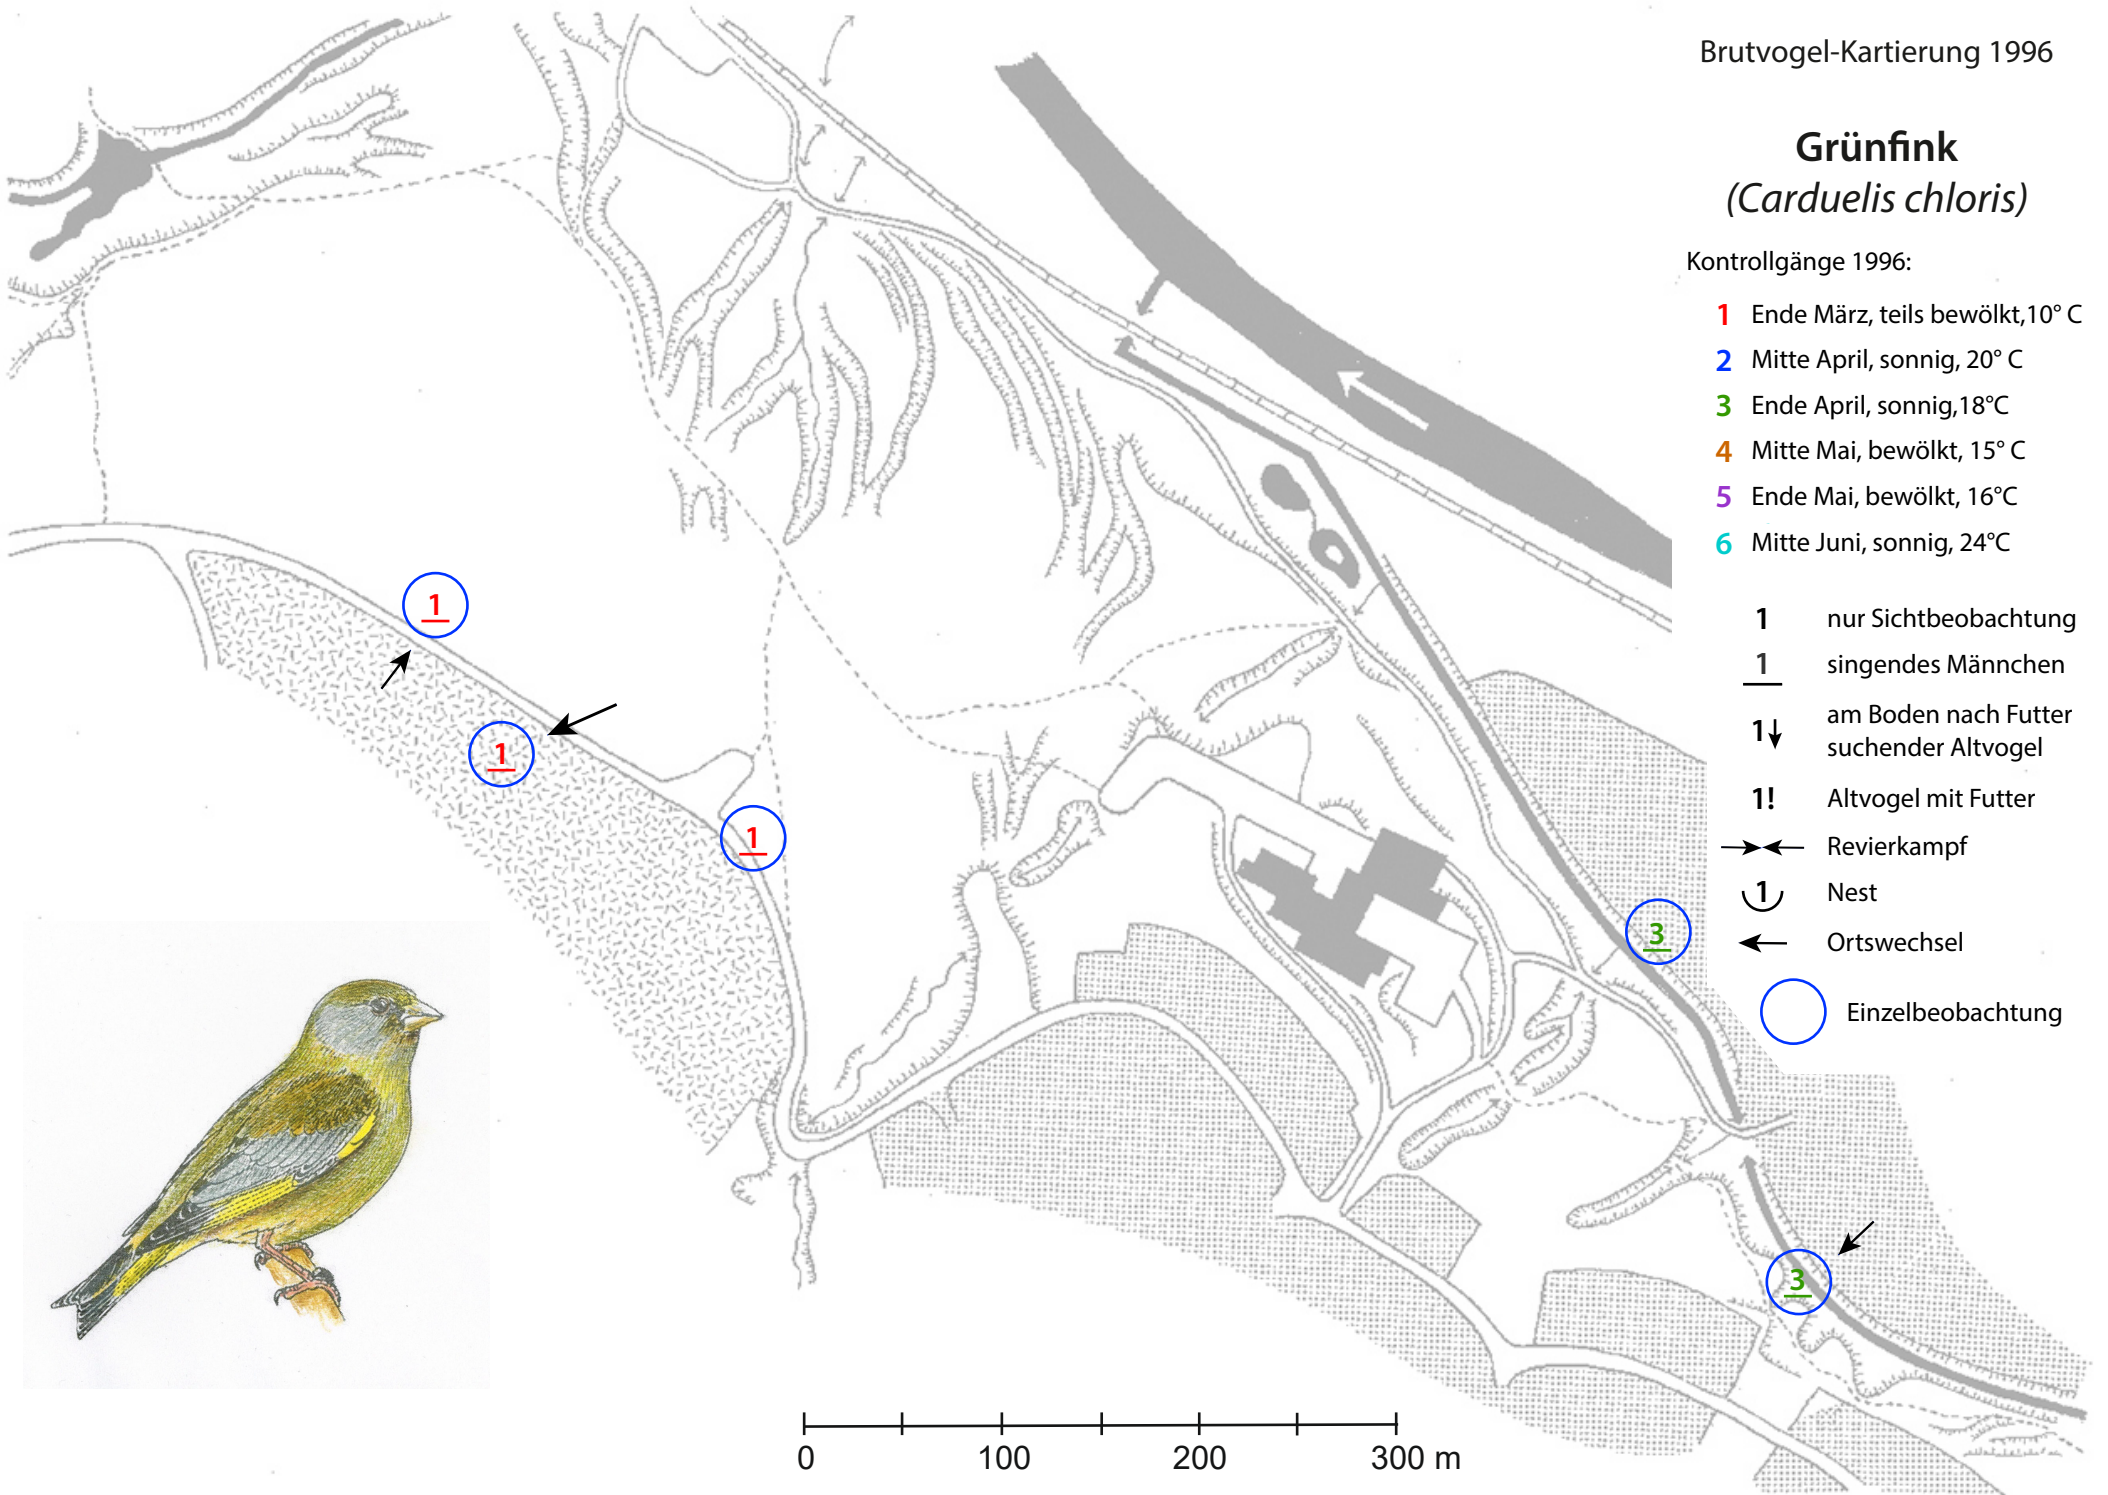 Brutvogel-Kartierung 1996
Grünfink
(Carduelis chloris)
Kontrollgänge 1996:
1 Ende März, teils bewölkt,10° C
2 Mitte April, sonnig, 20° C
3 Ende April, sonnig,18°C
4 Mitte Mai, bewölkt, 15° C
5 Ende Mai, bewölkt, 16°C
6 Mitte Juni, sonnig, 24°C
1 nur Sichtbeobachtung
1 singendes Männchen
1 am Boden nach Futter
suchender Altvogel
1! Altvogel mit Futter
Revierkampf
1 Nest
Ortswechsel
Einzelbeobachtung
1
1
1
3
3
0 100 200 300 m